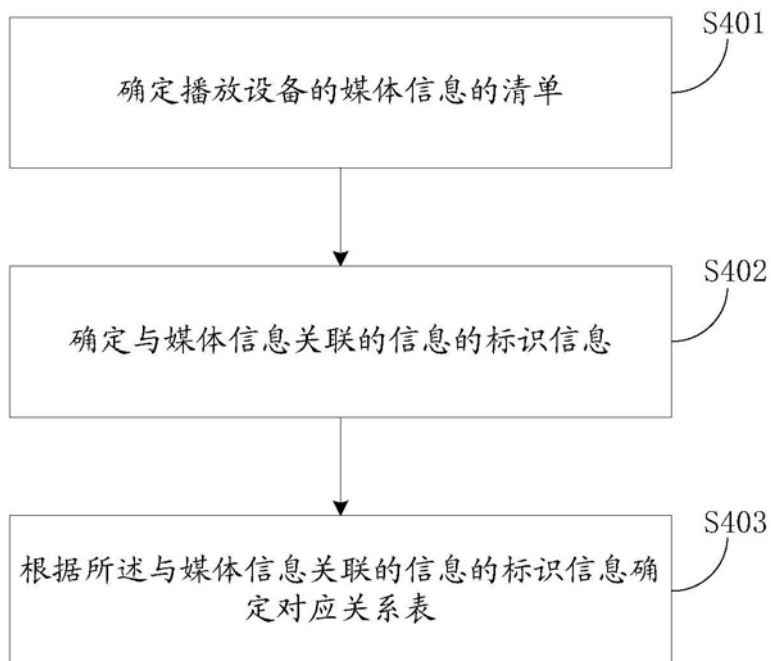 S401
确定播放设备的媒体信息的清单
S402
确定与媒体信息关联的信息的标识信息
S403
根据所述与媒体信息关联的信息的标识信息确
定对应关系表